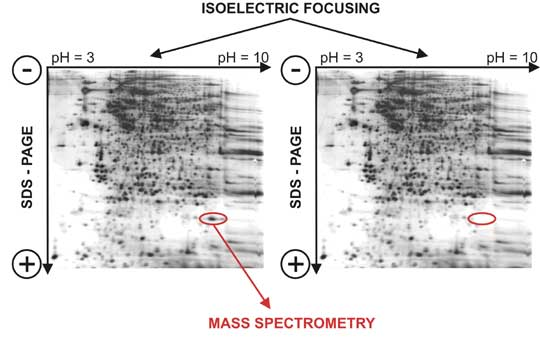 ISOELECTRIC FOCUSING
pH = 3
pH = 10
pH = 3
pH = 10
-
-
SDS - PAGE
SDS - PAGE
+
+
MASS SPECTROMETRY